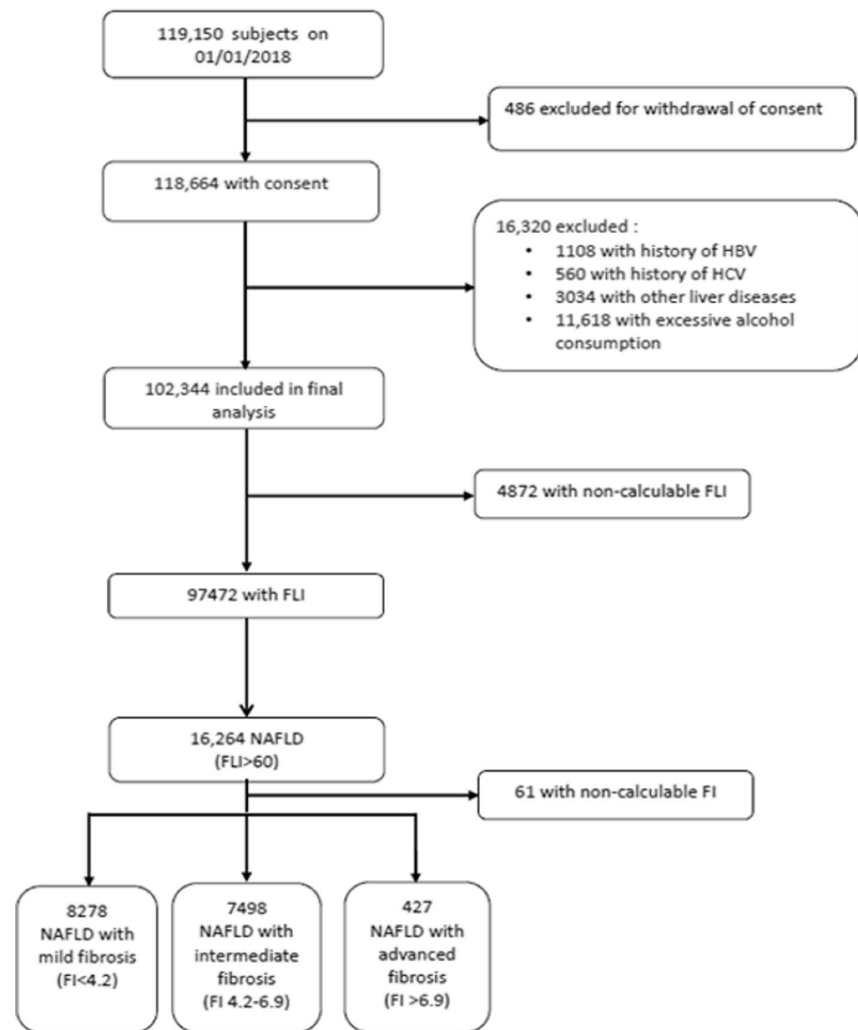 119,150 subjects on
01/01/2018
486 excluded for withdrawal of consent
118,664 with consent
16,320 excluded :
• 1108 with history of HBV
• 560 with history of HCV
• 3034 with other liver diseases
• 11,618 with excessive alcohol
consumption
102,344 included in final
analysis
4872 with non-calculable FLI
97472 with FLI
16,264 NAFLD
(FLI>60)
61 with non-calculable FI
8278
NAFLD with
mild fibrosis
(FI<4.2)
7498
NAFLD with
intermediate
fibrosis
(FI 4.2-6.9)
427
NAFLD with
advanced
fibrosis
(FI >6.9)